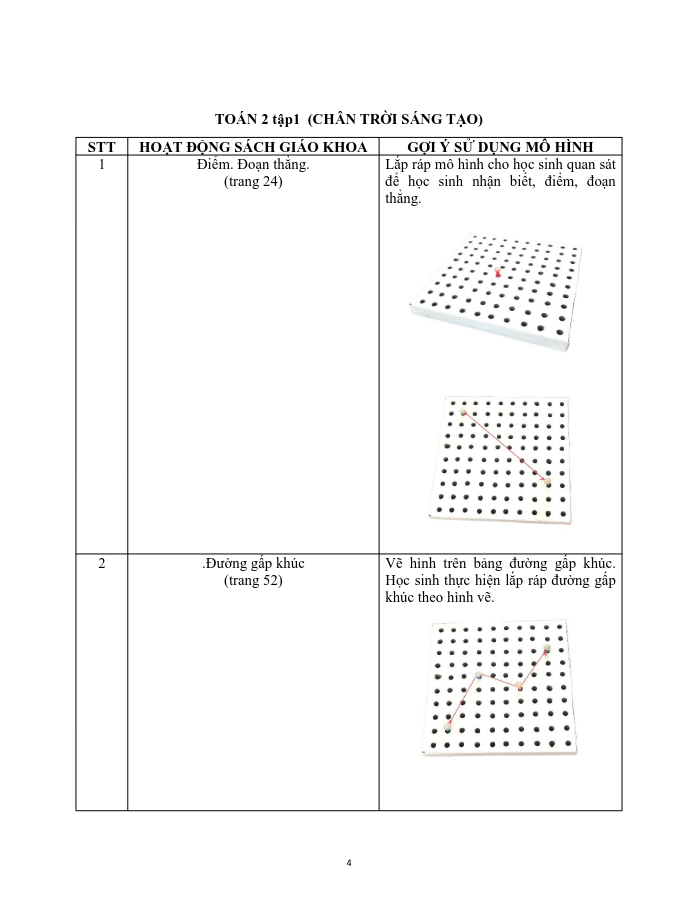 TOÁN 2 tập1 (CHÂN TRỜI SÁNG TẠO)
STT
HOẠT ĐỘNG SÁCH GIÁO KHOA
GỢI Ý SỬ DỤNG MÔ HÌNH
1
Điểm. Đoạn thẳng.
(trang 24)
Lắp ráp mô hình cho học sinh quan sát
để học sinh nhận biết, điểm, đoạn
thẳng.
2
.Đường gấp khúc
(trang 52)
Vẽ hình trên bảng đường gấp khúc.
Học sinh thực hiện lắp ráp đường gấp
khúc theo hình vẽ.
4